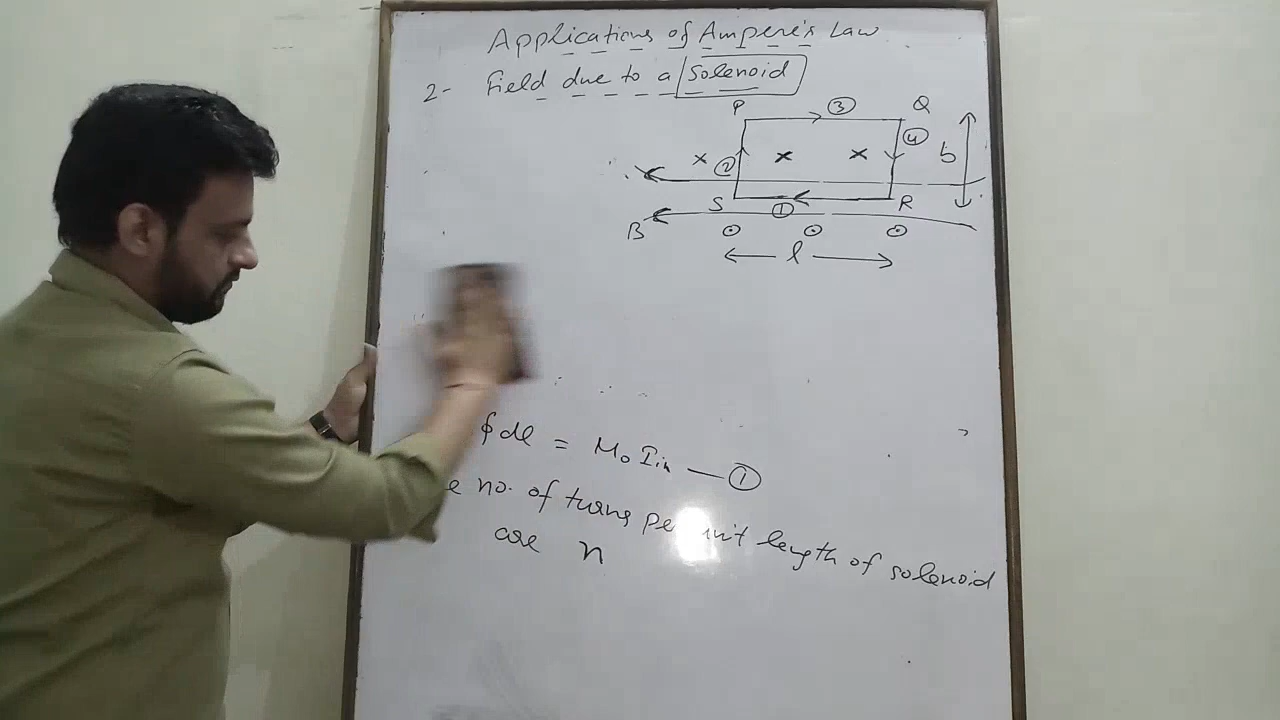 Applications of Ampere's Law
2- Field due to a Solenoid
P ③ Q
② × × × ④ b
S ① R
B ⊙ ⊙ ⊙
l
∮ dl = μ₀ Iin — ①
no. of turns per unit length of solenoid
are n